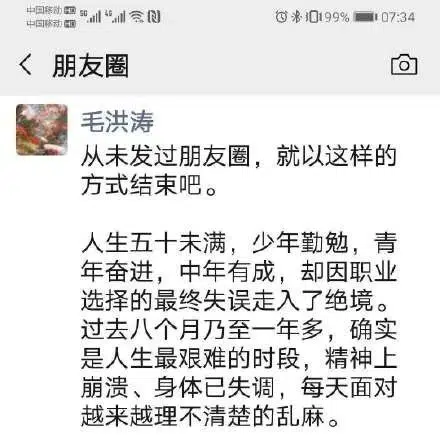 中国移动 HD 5G 4G 99% 07:34
中国移动 HD
朋友圈
毛洪涛
从未发过朋友圈，就以这样的
方式结束吧。
人生五十未满，少年勤勉，青
年奋进，中年有成，却因职业
选择的最终失误走入了绝境。
过去八个月乃至一年多，确实
是人生最艰难的时段，精神上
崩溃、身体已失调，每天面对
越来越理不清楚的乱麻。